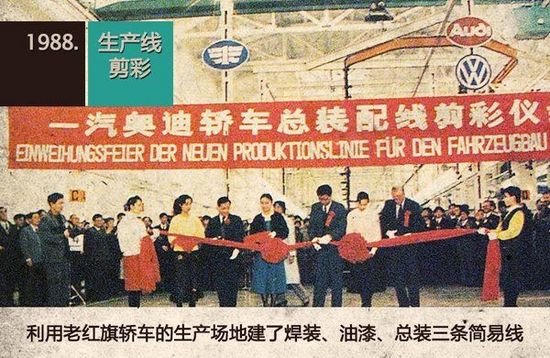 1988.
生产线
剪彩
Audi
一汽奥迪轿车总装配线剪彩仪
EINWEIHUNGSFEIER DER NEUEN PRODUKTIONSLINIE FÜR DEN FAHRZEUGBAU
利用老红旗轿车的生产场地建了焊装、油漆、总装三条简易线